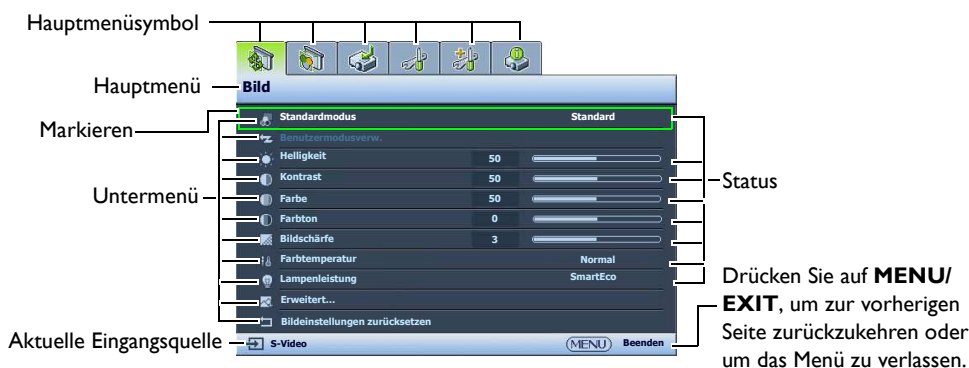 Hauptmenüsymbol
Hauptmenü
Bild
Markieren
Standardmodus Standard
Benutzermodusverw.
Helligkeit 50
Kontrast 50
Untermenü
Status
Farbe 50
Farbton 0
Bildschärfe 3
Farbtemperatur Normal
Lampenleistung SmartEco
Erweitert...
Bildeinstellungen zurücksetzen
Aktuelle Eingangsquelle
S-Video MENU Beenden
Drücken Sie auf MENU/
EXIT, um zur vorherigen
Seite zurückzukehren oder
um das Menü zu verlassen.